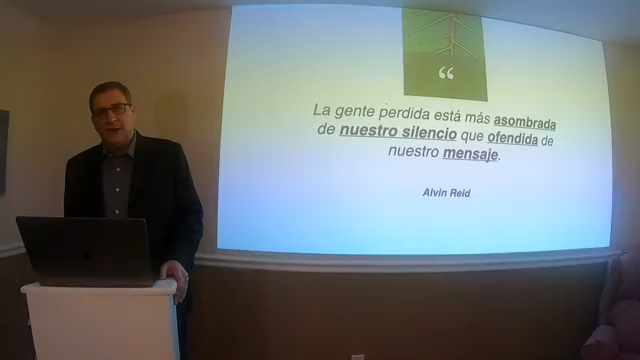 “
La gente perdida está más asombrada
de nuestro silencio que ofendida de
nuestro mensaje.
Alvin Reid